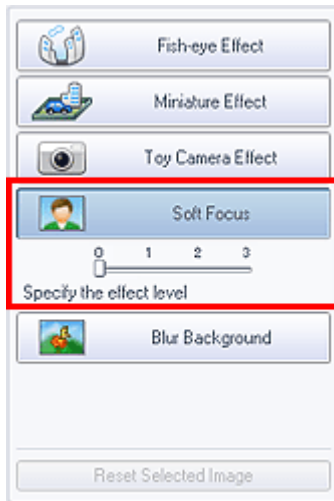 Fish-eye Effect
Miniature Effect
Toy Camera Effect
Soft Focus
0 1 2 3
Specify the effect level
Blur Background
Reset Selected Image